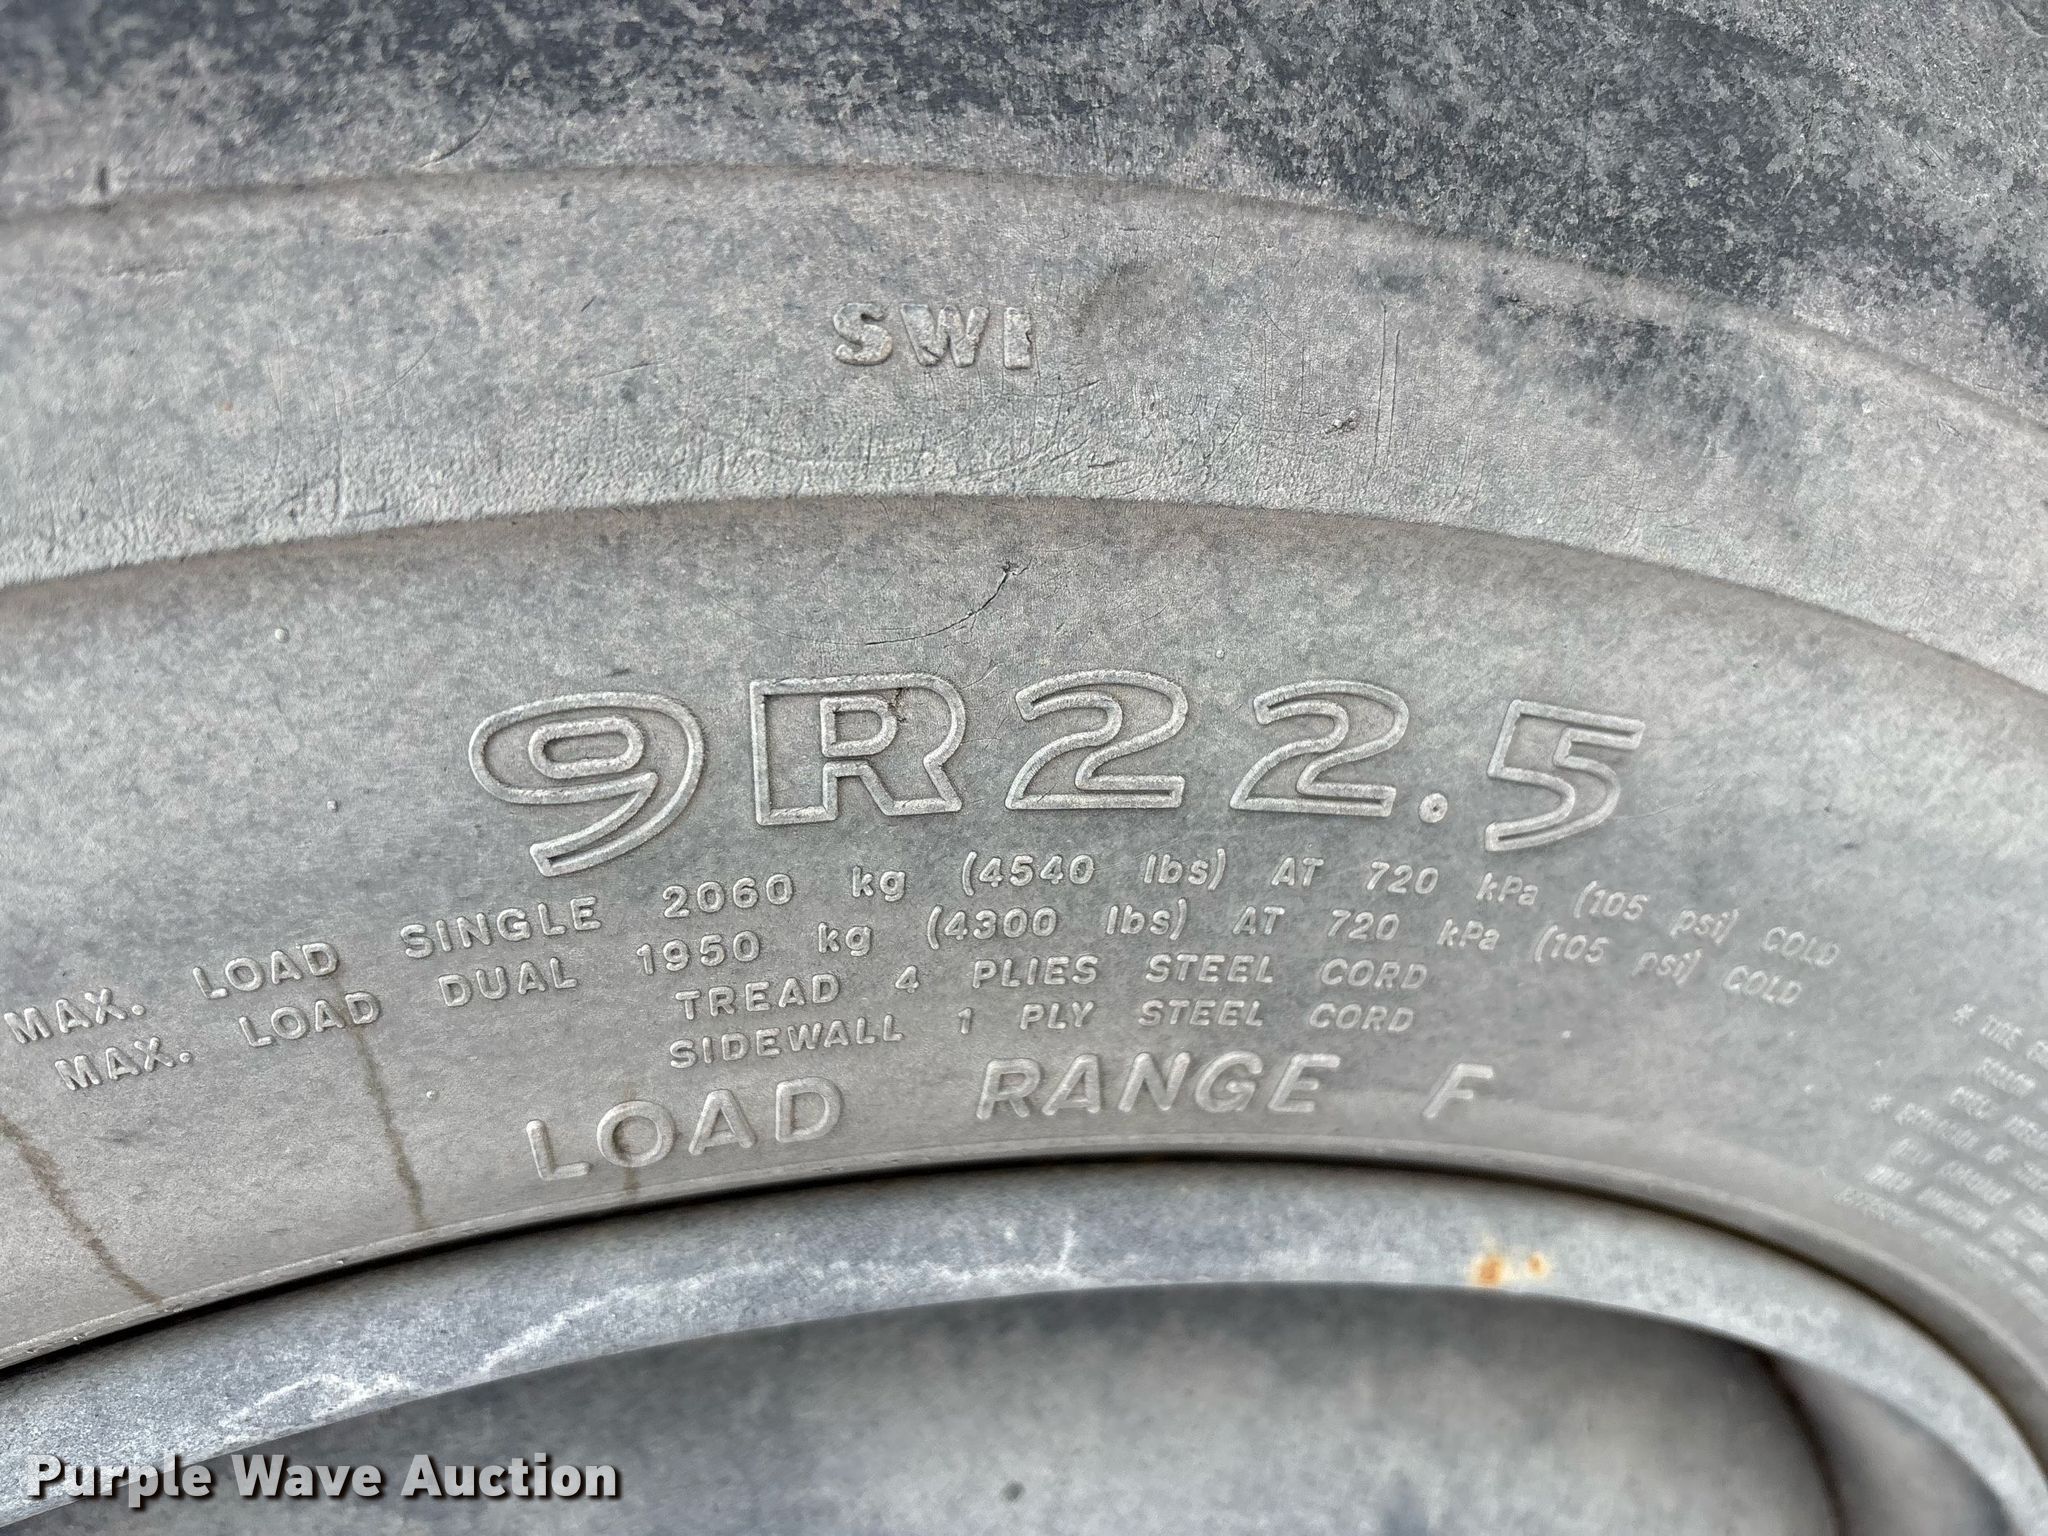 SWI
9R22.5
MAX. LOAD SINGLE 2060 kg (4540 lbs) AT 720 kPa (105 psi) COLD
MAX. LOAD DUAL 1950 kg (4300 lbs) AT 720 kPa (105 psi) COLD
TREAD 4 PLIES STEEL CORD
SIDEWALL 1 PLY STEEL CORD
LOAD RANGE F
* TIRE
Purple Wave Auction